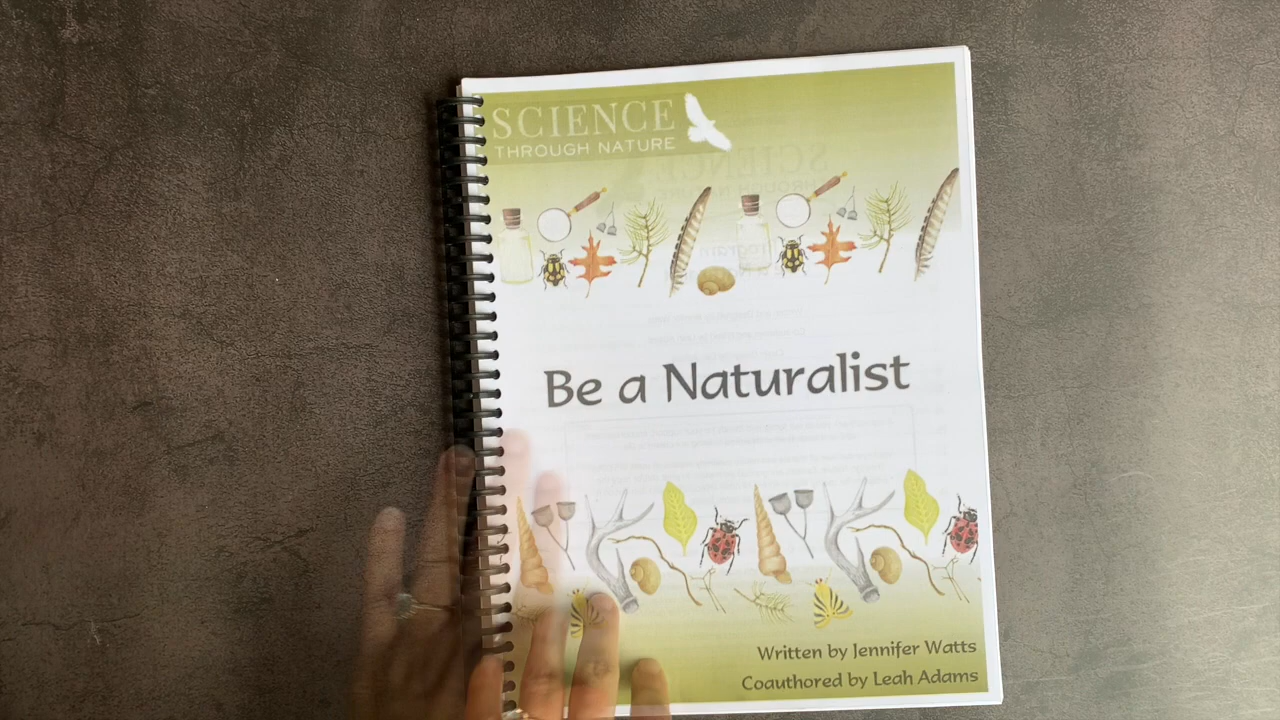 SCIENCE
THROUGH NATURE
Be a Naturalist
Written by Jennifer Watts
Coauthored by Leah Adams